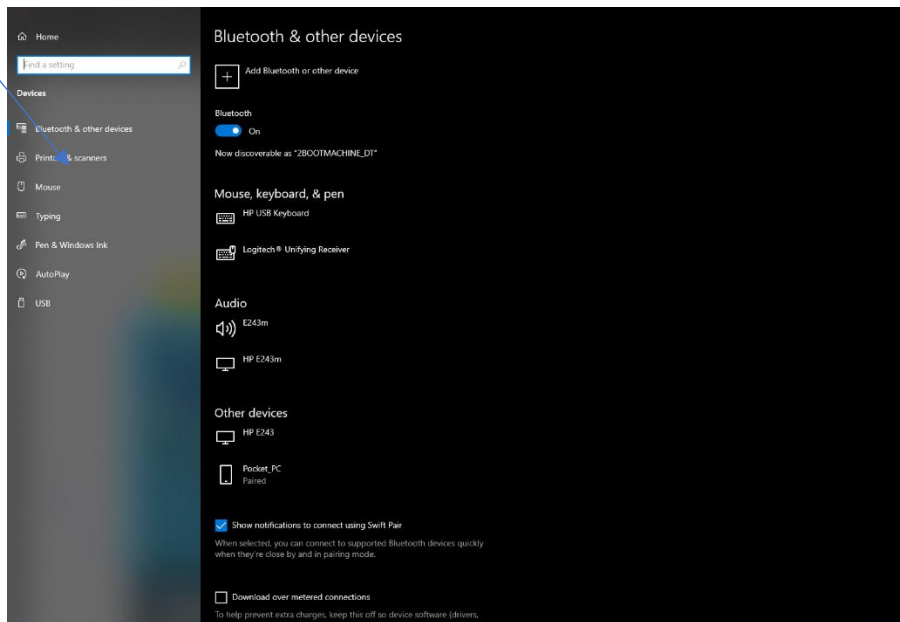 Home
Find a setting
Devices
Bluetooth & other devices
Printers & scanners
Mouse
Typing
Pen & Windows Ink
AutoPlay
USB
Bluetooth & other devices
Add Bluetooth or other device
Bluetooth
On
Now discoverable as "2BOOTMACHINE_DT"
Mouse, keyboard, & pen
HP USB Keyboard
Logitech® Unifying Receiver
Audio
E243m
HP E243m
Other devices
HP E243
Pocket_PC
Paired
Show notifications to connect using Swift Pair
When selected, you can connect to supported Bluetooth devices quickly
when they're close by and in pairing mode.
Download over metered connections
To help prevent extra charges, keep this off so device software (drivers,